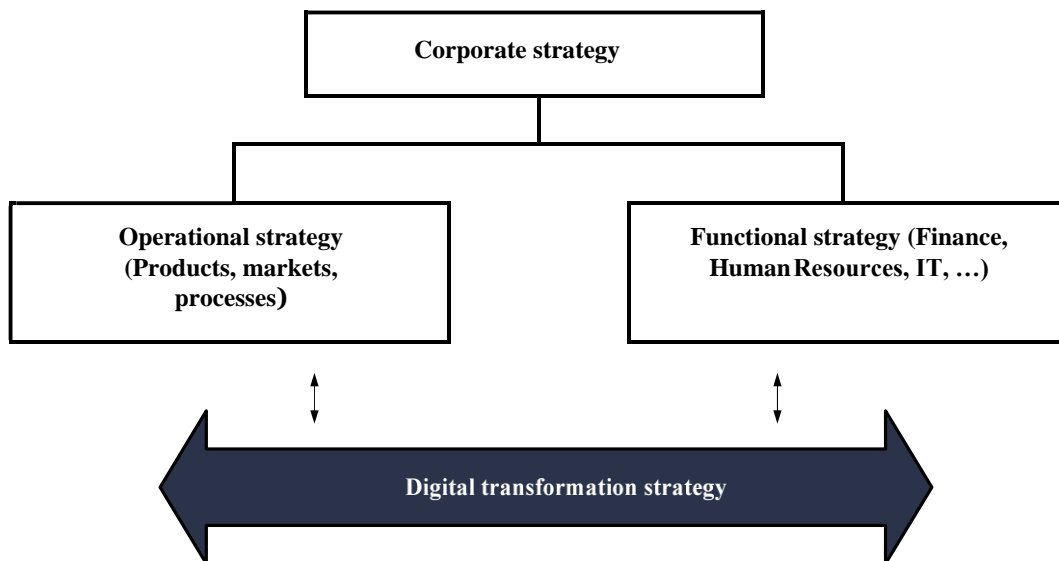 Corporate strategy
Operational strategy
(Products, markets,
processes)
Functional strategy (Finance,
Human Resources, IT, …)
Digital transformation strategy